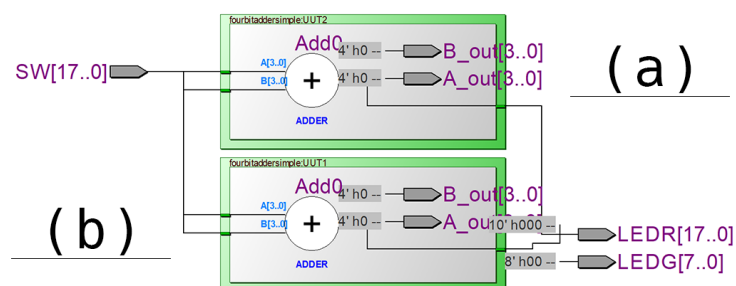 fourbitaddersimple:UUT2
Add0
4' h0 --
B_out[3..0]
A[3..0]
B[3..0]
+
4' h0 --
A_out[3..0]
ADDER
SW[17..0]
(a)
fourbitaddersimple:UUT1
Add0
4' h0 --
B_out[3..0]
A[3..0]
B[3..0]
+
4' h0 --
A_out[3..0]
ADDER
(b)
10' h000 --
LEDR[17..0]
8' h00 --
LEDG[7..0]